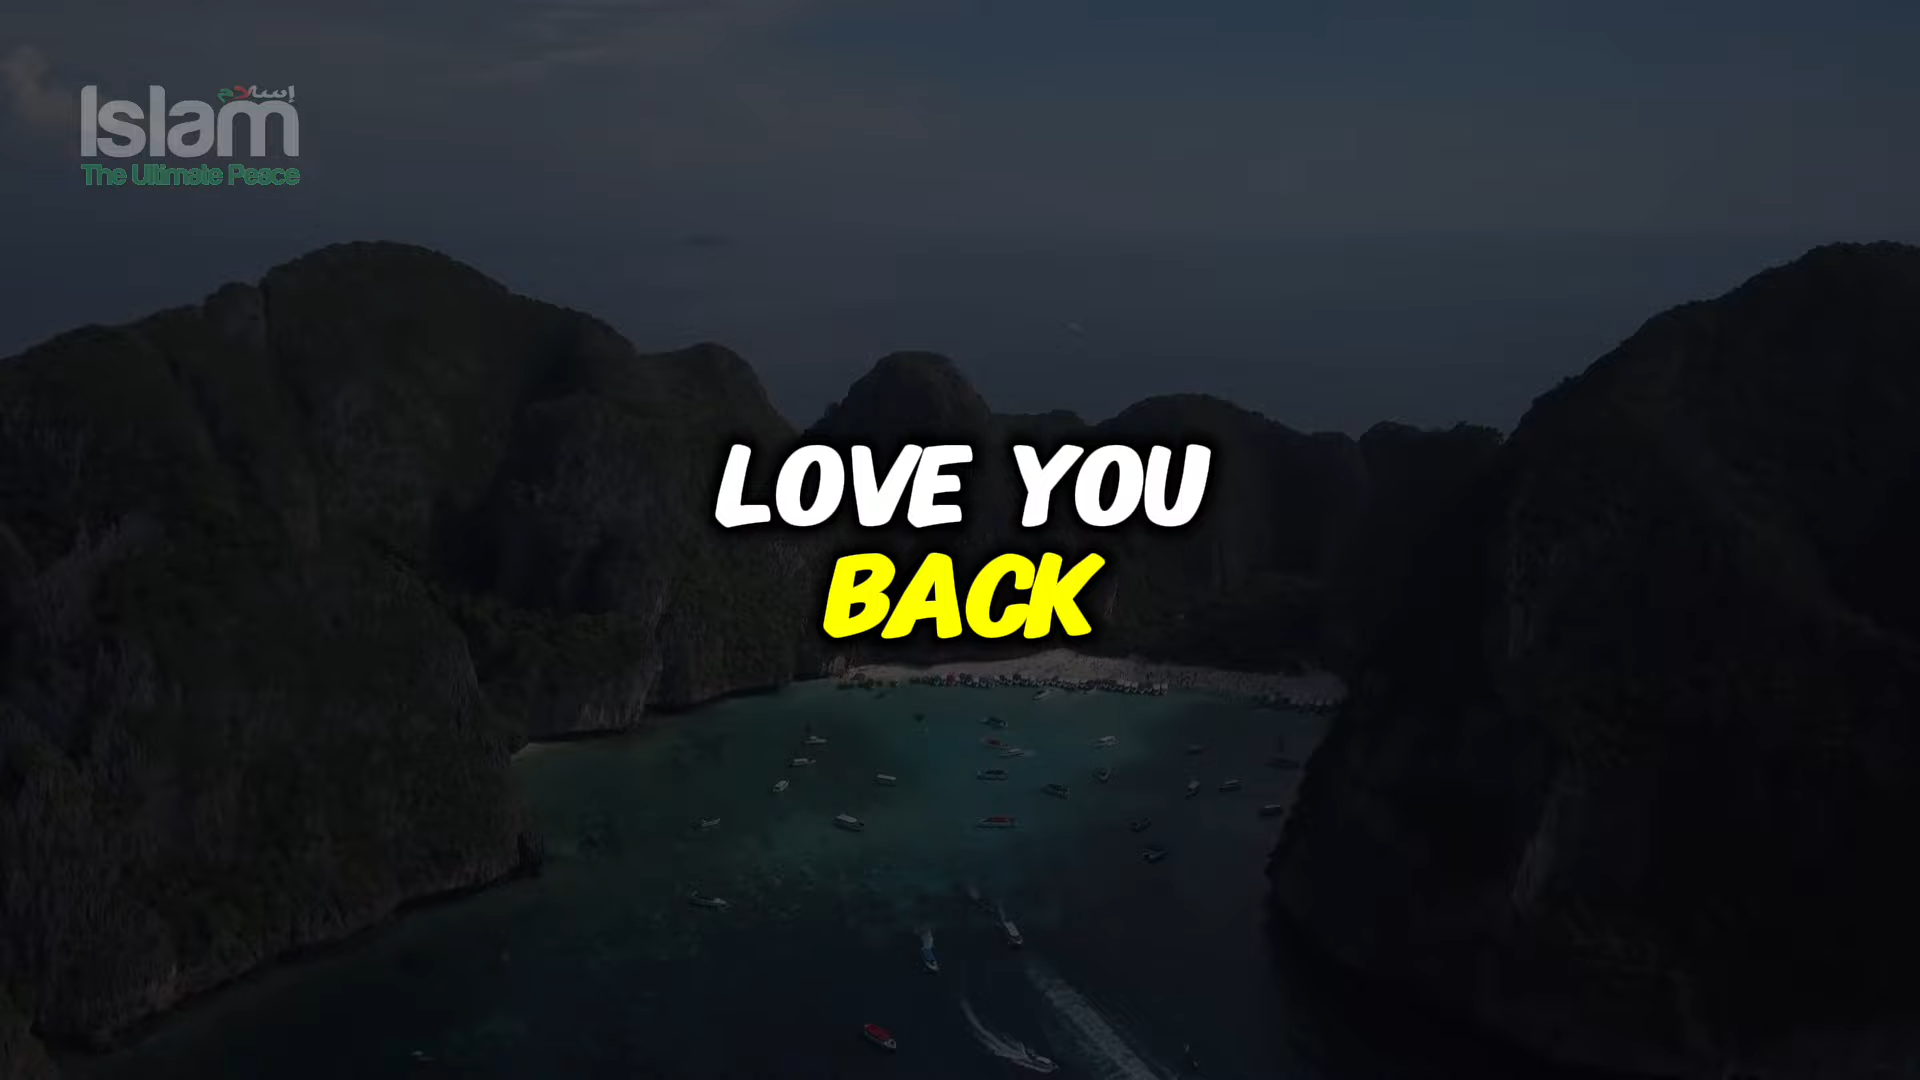 إسلام
Islam
The Ultimate Peace
LOVE YOU
BACK